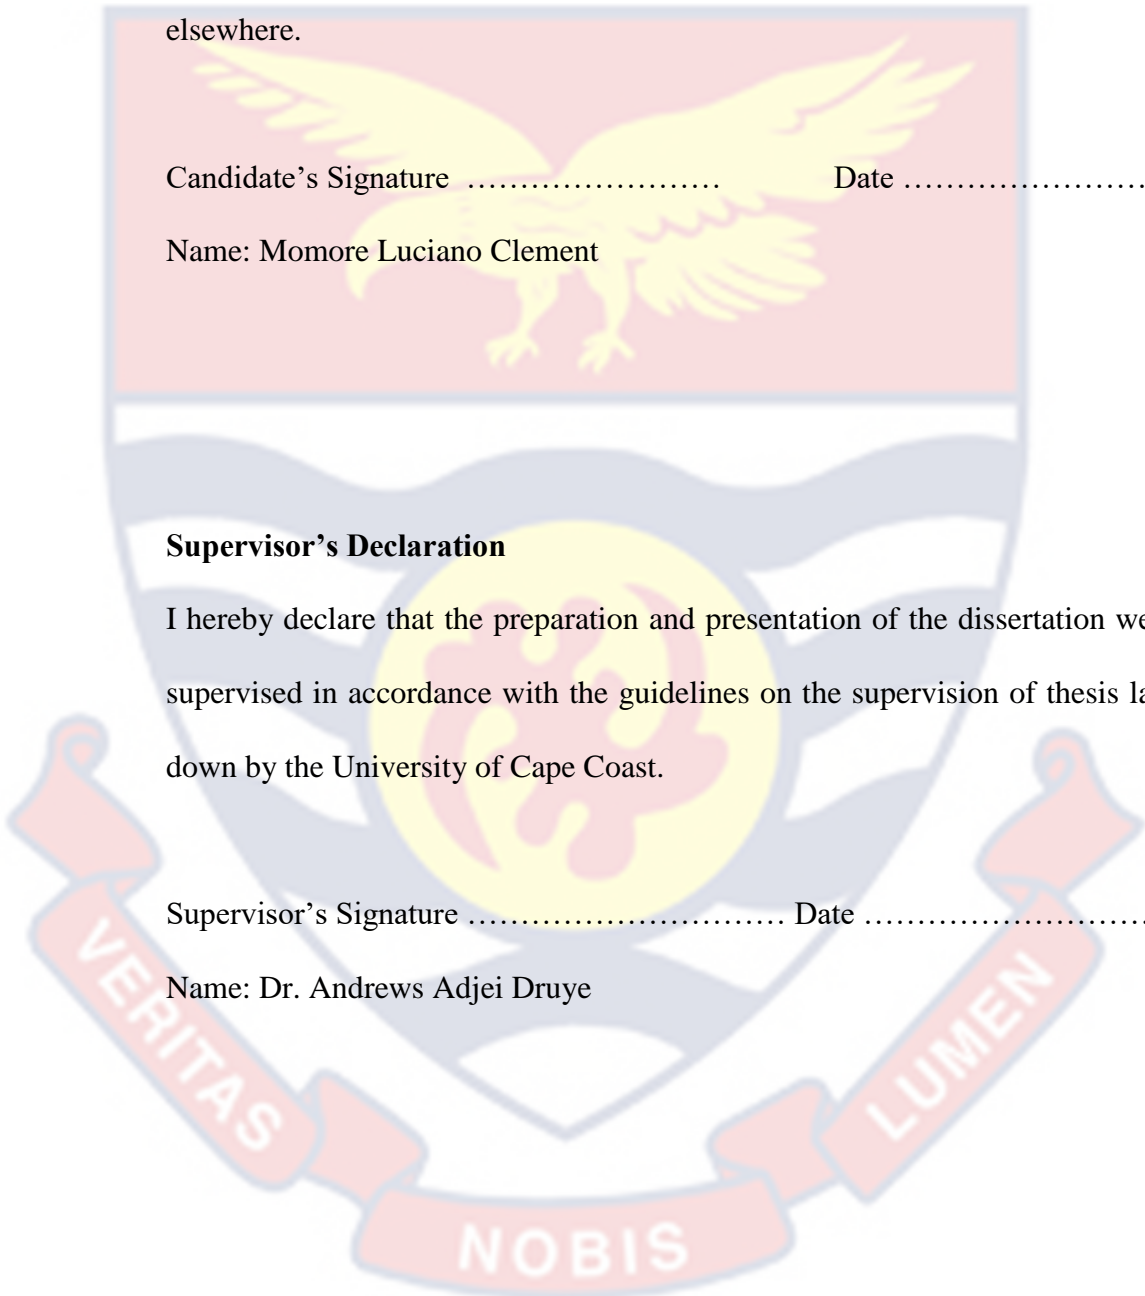 elsewhere.
Candidate’s Signature …………………… Date ……………………
Name: Momore Luciano Clement
Supervisor’s Declaration
I hereby declare that the preparation and presentation of the dissertation we
supervised in accordance with the guidelines on the supervision of thesis la
down by the University of Cape Coast.
Supervisor’s Signature ………………………… Date ………………………
Name: Dr. Andrews Adjei Druye
VERITAS
NOBIS
LUMEN